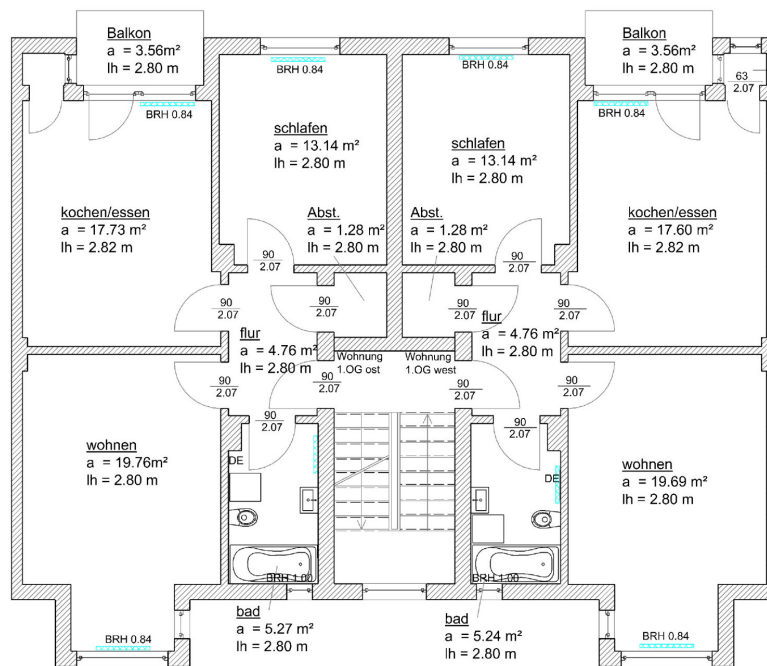 Balkon
a = 3.56m²
lh = 2.80 m
Balkon
a = 3.56m²
lh = 2.80 m
BRH 0.84
BRH 0.84
63
2.07
BRH 0.84
BRH 0.84
schlafen
a = 13.14 m²
lh = 2.80 m
schlafen
a = 13.14 m²
lh = 2.80 m
kochen/essen
a = 17.73 m²
lh = 2.82 m
Abst.
a = 1.28 m²
lh = 2.80 m
Abst.
a = 1.28 m²
lh = 2.80 m
kochen/essen
a = 17.60 m²
lh = 2.82 m
90
2.07
90
2.07
90
2.07
90
2.07
90
2.07
90
2.07
flur
a = 4.76 m²
lh = 2.80 m
flur
a = 4.76 m²
lh = 2.80 m
Wohnung
1.OG ost
Wohnung
1.OG west
90
2.07
90
2.07
90
2.07
90
2.07
90
2.07
90
2.07
wohnen
a = 19.76m²
lh = 2.80 m
DE
DE
wohnen
a = 19.69 m²
lh = 2.80 m
BRH 1.00
BRH 1.00
bad
a = 5.27 m²
lh = 2.80 m
bad
a = 5.24 m²
lh = 2.80 m
BRH 0.84
BRH 0.84